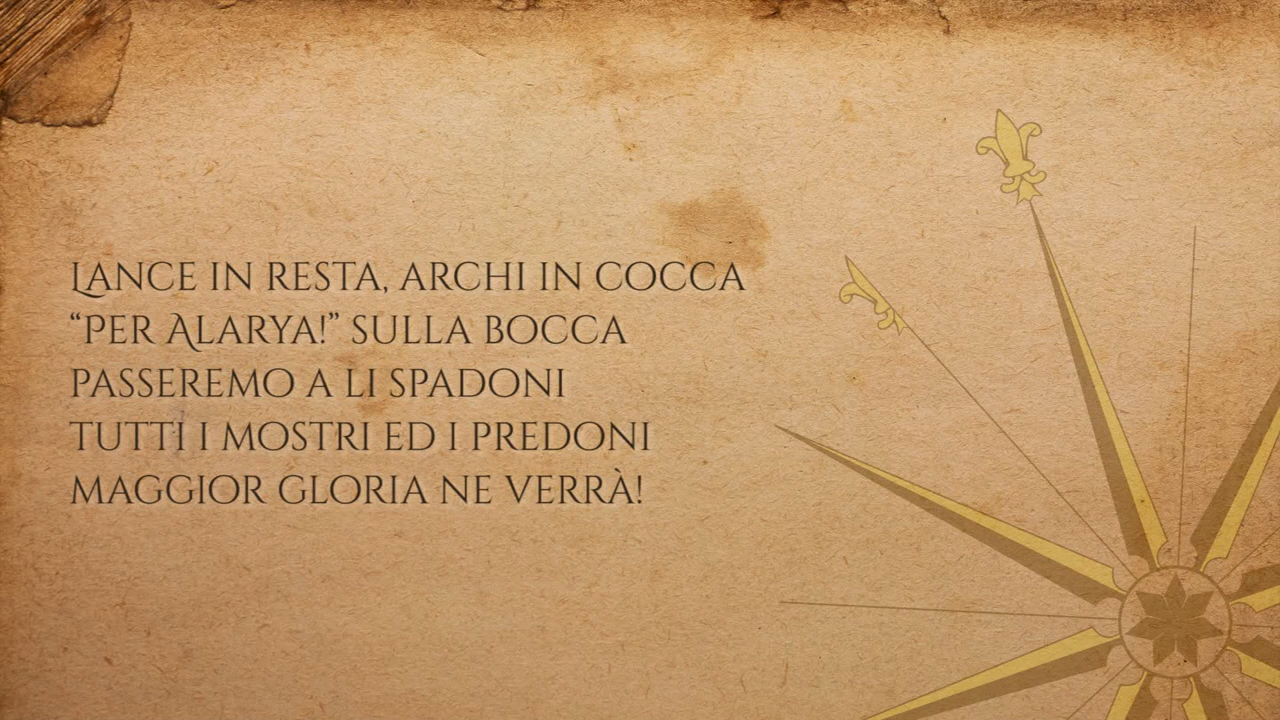 Lance in resta, archi in cocca
“Per Alarya!” sulla bocca
passeremo a li spadoni
tutti i mostri ed i predoni
maggior gloria ne verrà!